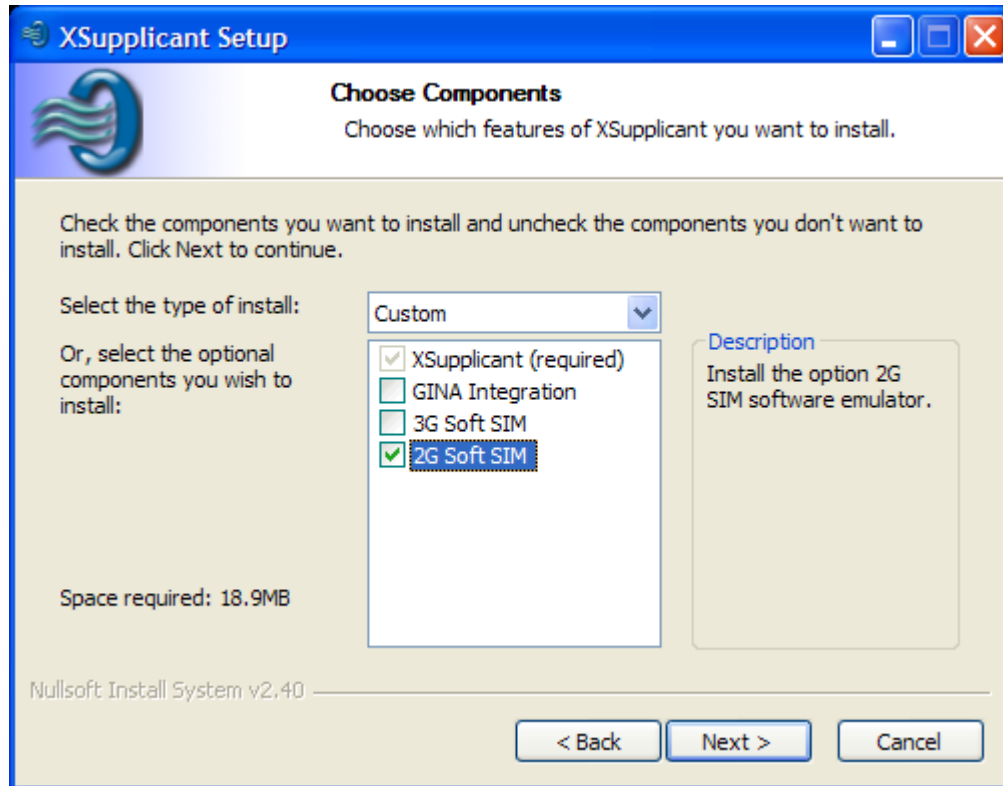 XSupplicant Setup
Choose Components
Choose which features of XSupplicant you want to install.
Check the components you want to install and uncheck the components you don't want to
install. Click Next to continue.
Select the type of install:
Custom
Or, select the optional
components you wish to
install:
XSupplicant (required)
GINA Integration
3G Soft SIM
2G Soft SIM
Description
Install the option 2G
SIM software emulator.
Space required: 18.9MB
Nullsoft Install System v2.40
< Back
Next >
Cancel